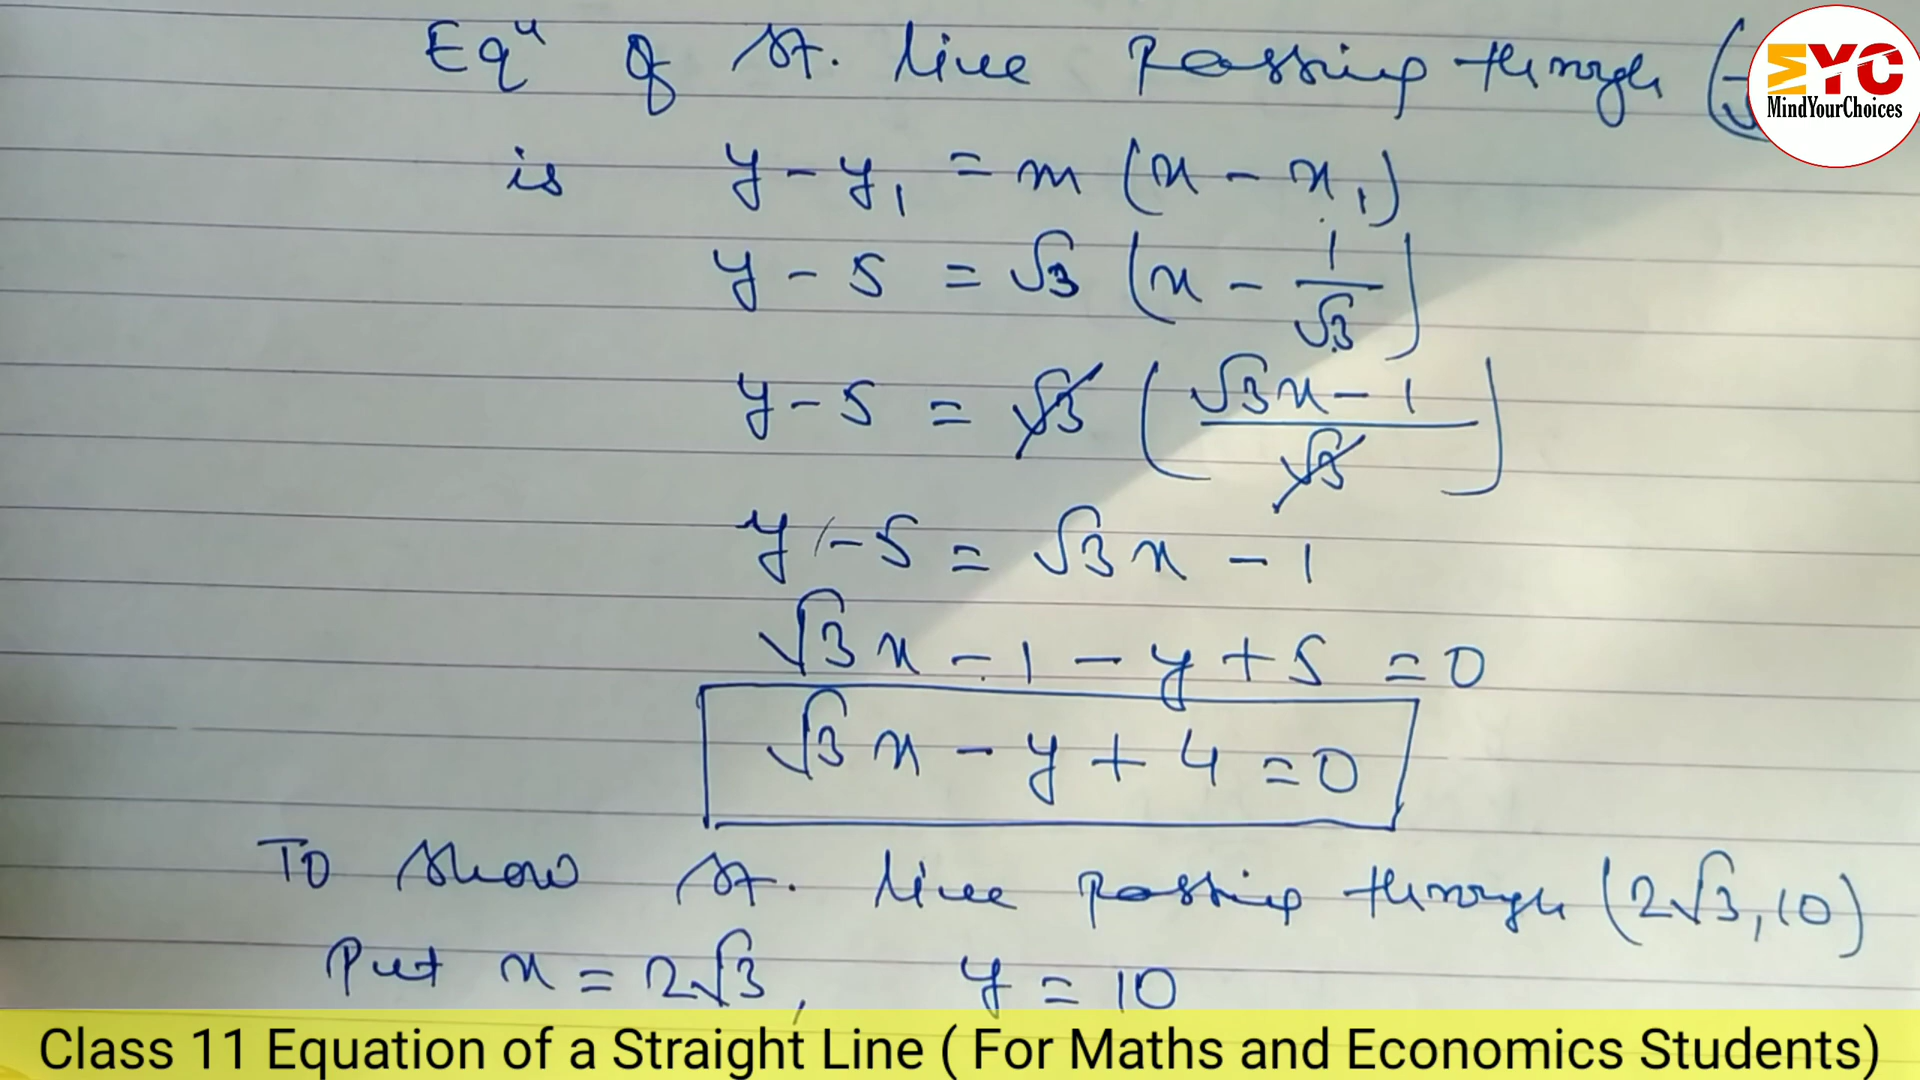 Eqⁿ of st. line passing through (
MYC
MindYourChoices
is y - y₁ = m (x - x₁)
y - 5 = √3 (x - 1/√3)
y - 5 = √3 ((√3x - 1)/√3)
y - 5 = √3x - 1
√3x - 1 - y + 5 = 0
√3x - y + 4 = 0
To show st. line passing through (2√3, 10)
Put x = 2√3, y = 10
Class 11 Equation of a Straight Line ( For Maths and Economics Students)